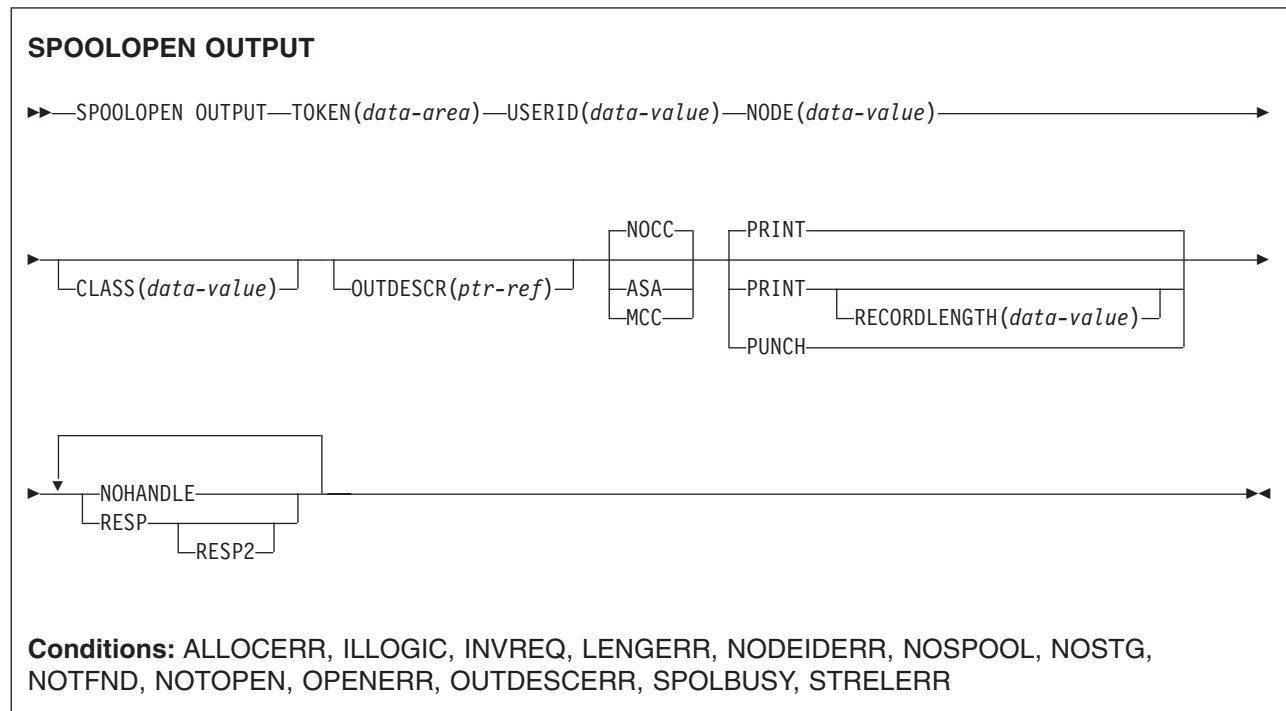 SPOOLOPEN OUTPUT
SPOOLOPEN OUTPUT TOKEN(data-area) USERID(data-value) NODE(data-value)
NOCC PRINT
CLASS(data-value) OUTDESCR(ptr-ref) ASA PRINT
MCC RECORDLENGTH(data-value)
PUNCH
NOHANDLE
RESP
RESP2
Conditions: ALLOCERR, ILLOGIC, INVREQ, LENGERR, NODEIDERR, NOSPOOL, NOSTG,
NOTFND, NOTOPEN, OPENERR, OUTDESCERR, SPOLBUSY, STRELERR